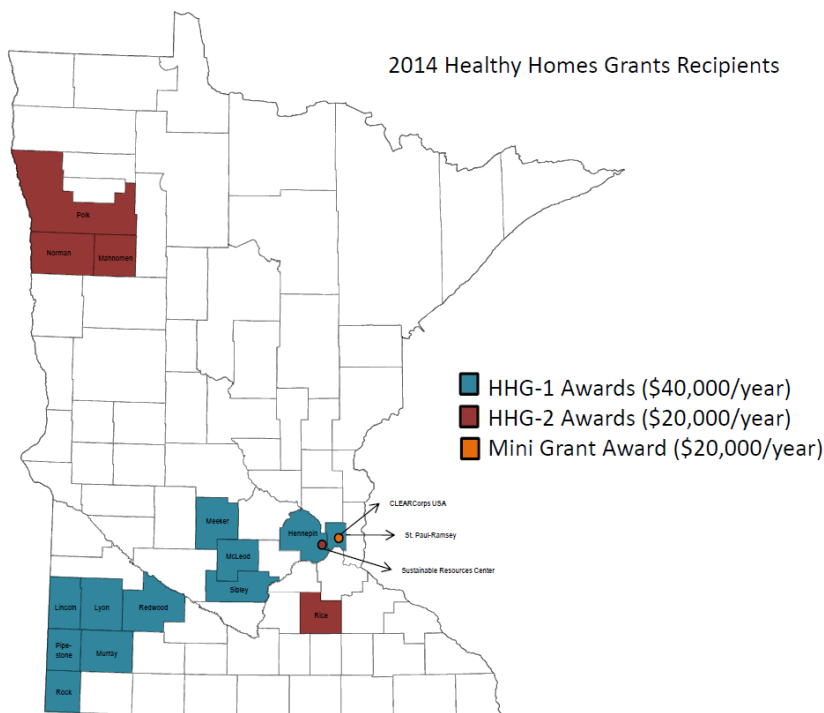 2014 Healthy Homes Grants Recipients
Polk
Norman
Mahnomen
HHG-1 Awards ($40,000/year)
HHG-2 Awards ($20,000/year)
Mini Grant Award ($20,000/year)
CLEARCorps USA
Meeker
Hennepin
St. Paul-Ramsey
McLeod
Sustainable Resources Center
Sibley
Lincoln
Lyon
Redwood
Rice
Pipe-
stone
Murray
Rock